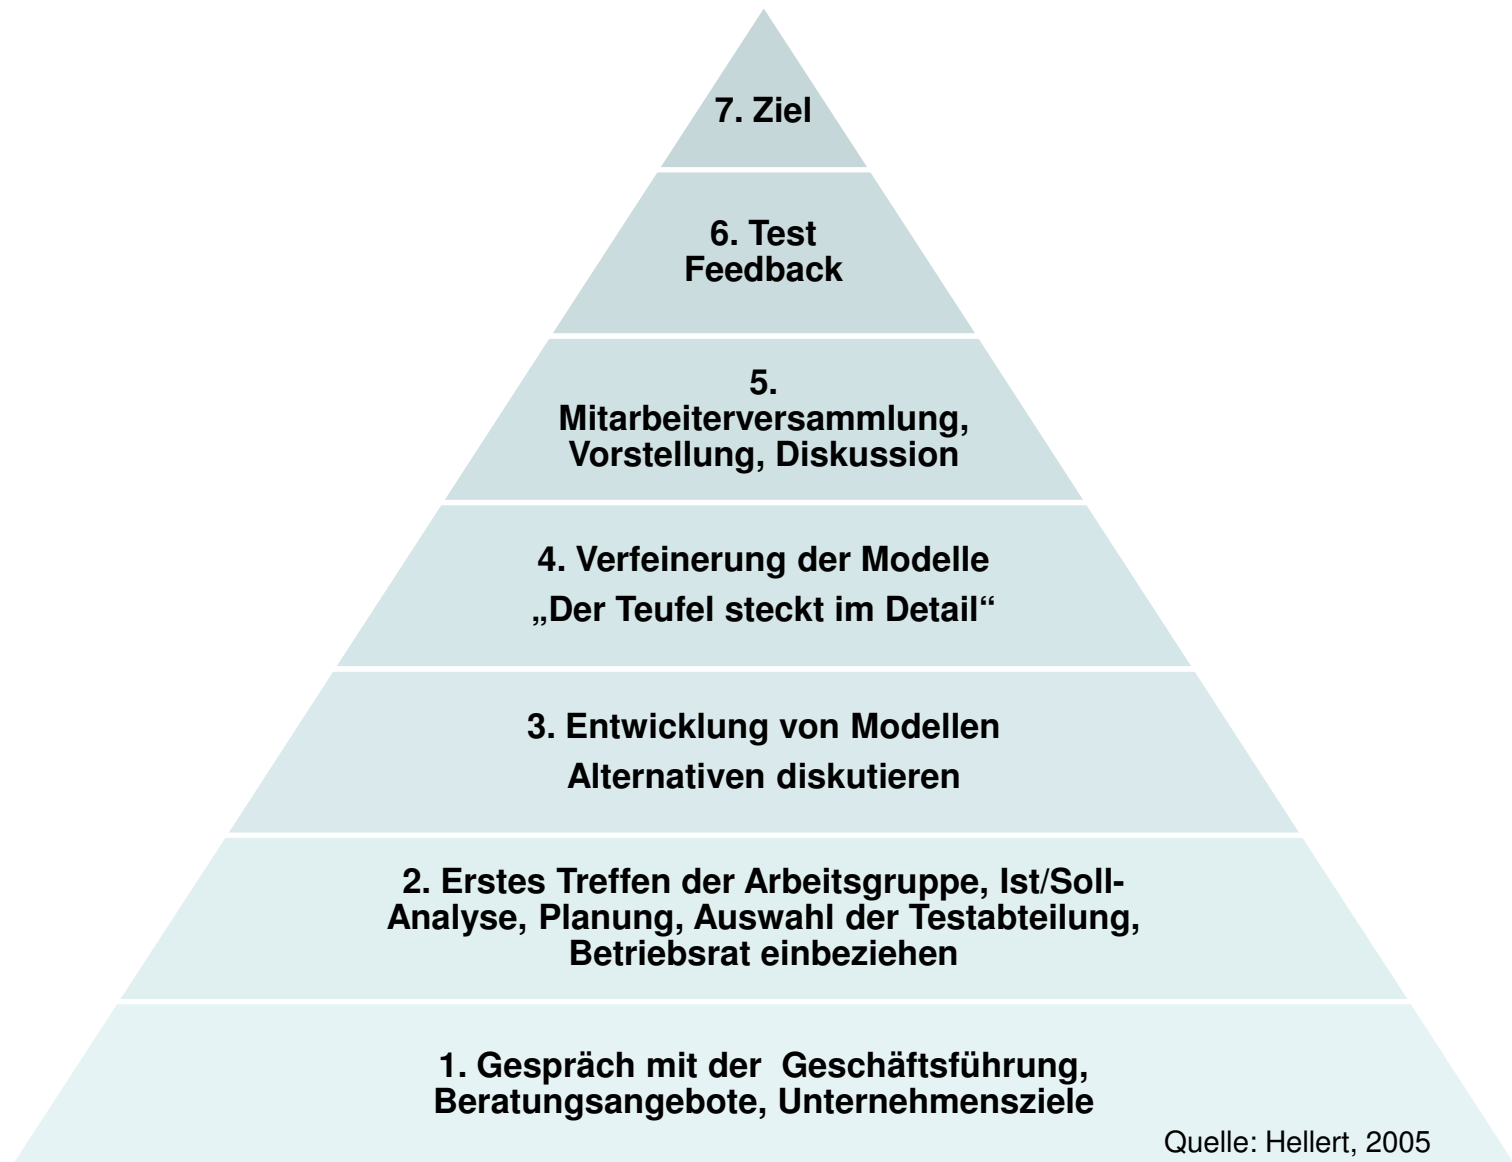 7. Ziel
6. Test
Feedback
5.
Mitarbeiterversammlung,
Vorstellung, Diskussion
4. Verfeinerung der Modelle
„Der Teufel steckt im Detail“
3. Entwicklung von Modellen
Alternativen diskutieren
2. Erstes Treffen der Arbeitsgruppe, Ist/Soll-
Analyse, Planung, Auswahl der Testabteilung,
Betriebsrat einbeziehen
1. Gespräch mit der  Geschäftsführung,
Beratungsangebote, Unternehmensziele
Quelle: Hellert, 2005